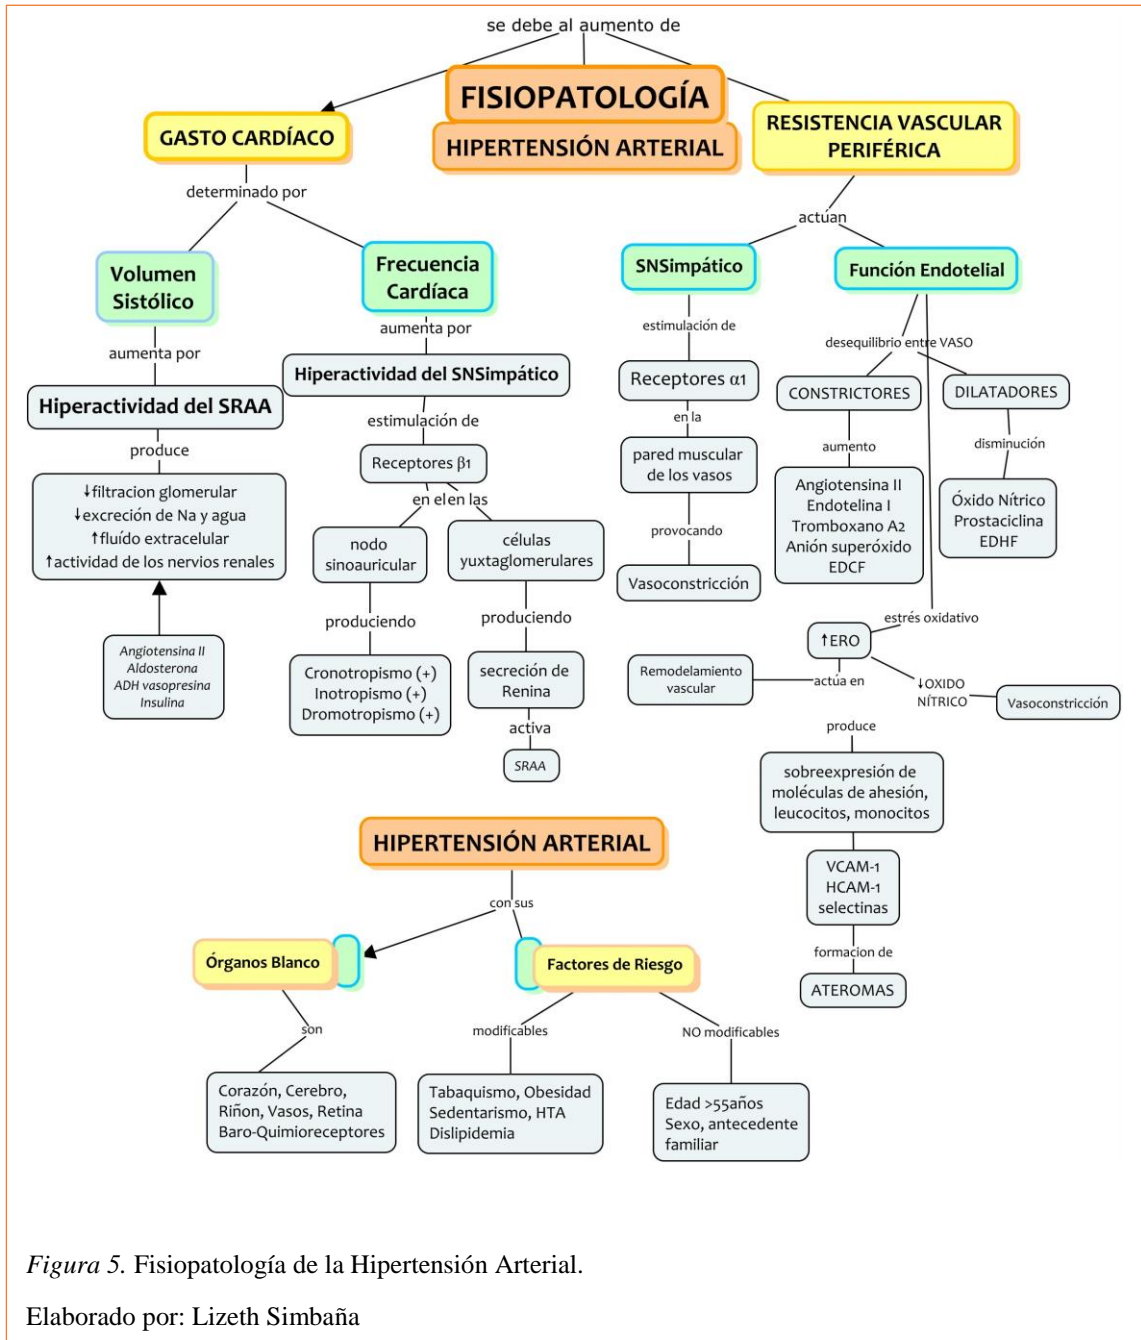 se debe al aumento de
FISIOPATOLOGÍA
HIPERTENSIÓN ARTERIAL
GASTO CARDÍACO
determinado por
Volumen
Sistólico
aumenta por
Hiperactividad del SRAA
produce
↓filtracion glomerular
↓excreción de Na y agua
↑fluído extracelular
↑actividad de los nervios renales
Angiotensina II
Aldosterona
ADH vasopresina
Insulina
Frecuencia
Cardíaca
aumenta por
Hiperactividad del SNSimpático
estimulación de
Receptores β1
en el
en las
nodo
sinoauricular
produciendo
Cronotropismo (+)
Inotropismo (+)
Dromotropismo (+)
células
yuxtaglomerulares
produciendo
secreción de
Renina
activa
SRAA
RESISTENCIA VASCULAR
PERIFÉRICA
actúan
SNSimpático
estimulación de
Receptores α1
en la
pared muscular
de los vasos
provocando
Vasoconstricción
Función Endotelial
desequilibrio entre VASO
CONSTRICTORES
aumento
Angiotensina II
Endotelina I
Tromboxano A2
Anión superóxido
EDCF
DILATADORES
disminución
Óxido Nítrico
Prostaciclina
EDHF
estrés oxidativo
↑ERO
actúa en
Remodelamiento
vascular
↓OXIDO
NÍTRICO
Vasoconstricción
produce
sobreexpresión de
moléculas de ahesión,
leucocitos, monocitos
VCAM-1
HCAM-1
selectinas
formacion de
ATEROMAS
HIPERTENSIÓN ARTERIAL
con sus
Órganos Blanco
son
Corazón, Cerebro,
Riñon, Vasos, Retina
Baro-Quimioreceptores
Factores de Riesgo
modificables
Tabaquismo, Obesidad
Sedentarismo, HTA
Dislipidemia
NO modificables
Edad >55años
Sexo, antecedente
familiar
Figura 5. Fisiopatología de la Hipertensión Arterial.
Elaborado por: Lizeth Simbaña